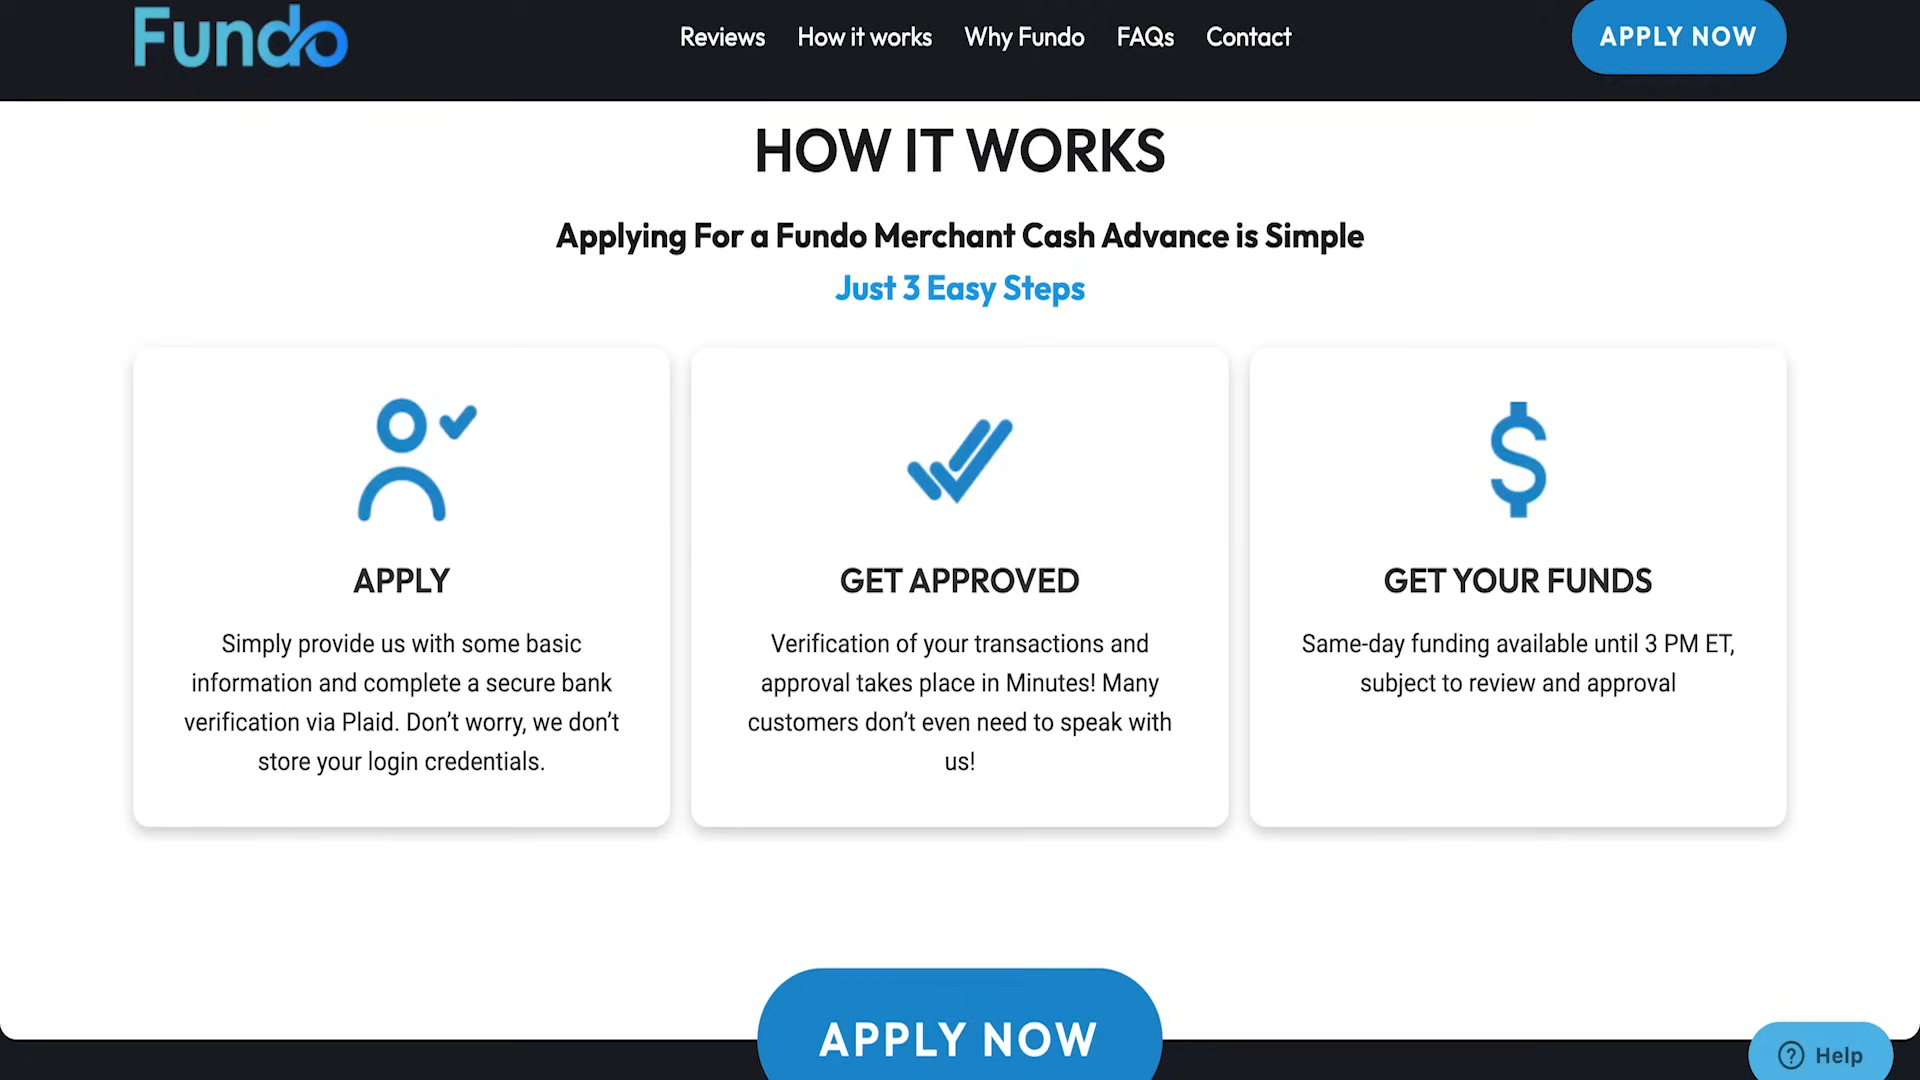 Fundo
Reviews How it works Why Fundo FAQs Contact
APPLY NOW
HOW IT WORKS
Applying For a Fundo Merchant Cash Advance is Simple
Just 3 Easy Steps
APPLY
Simply provide us with some basic
information and complete a secure bank
verification via Plaid. Don’t worry, we don’t
store your login credentials.
GET APPROVED
Verification of your transactions and
approval takes place in Minutes! Many
customers don’t even need to speak with
us!
GET YOUR FUNDS
Same-day funding available until 3 PM ET,
subject to review and approval
APPLY NOW
Help